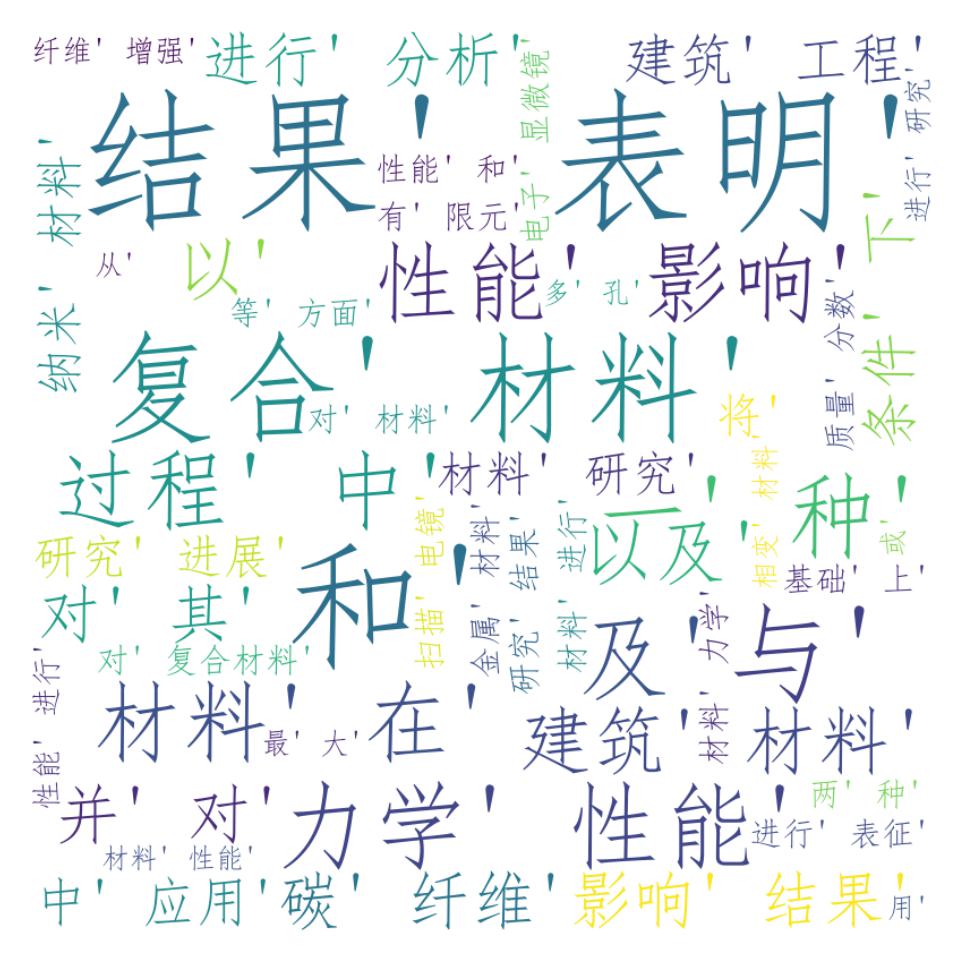 纤维' 增强'
进行' 分析'
显微镜'
建筑' 工程'
研究'
结果' 表明'
材料'
性能' 和'
有' 限元'
电子'
进行'
下'
从'
以'
性能' 影响'
等' 方面'
多' 孔'
纳米'
分数'
质量'
条件'
复合' 材料'
对' 材料'
将'
过程' 中'
材料' 研究'
材料'
相变'
一' 种'
以及'
或'
研究' 进展'
电镜'
扫描'
材料'
金属'
结果'
研究'
进行'
材料'
基础' 上'
对' 其'
和'
及' 与'
力学'
材料'
对' 复合材料'
进行'
性能'
材料' 在'
最' 大'
建筑' 材料'
并' 对'
力学' 性能'
两' 种'
进行' 表征'
材料' 性能'
中' 应用'
碳' 纤维'
影响' 结果'
用'